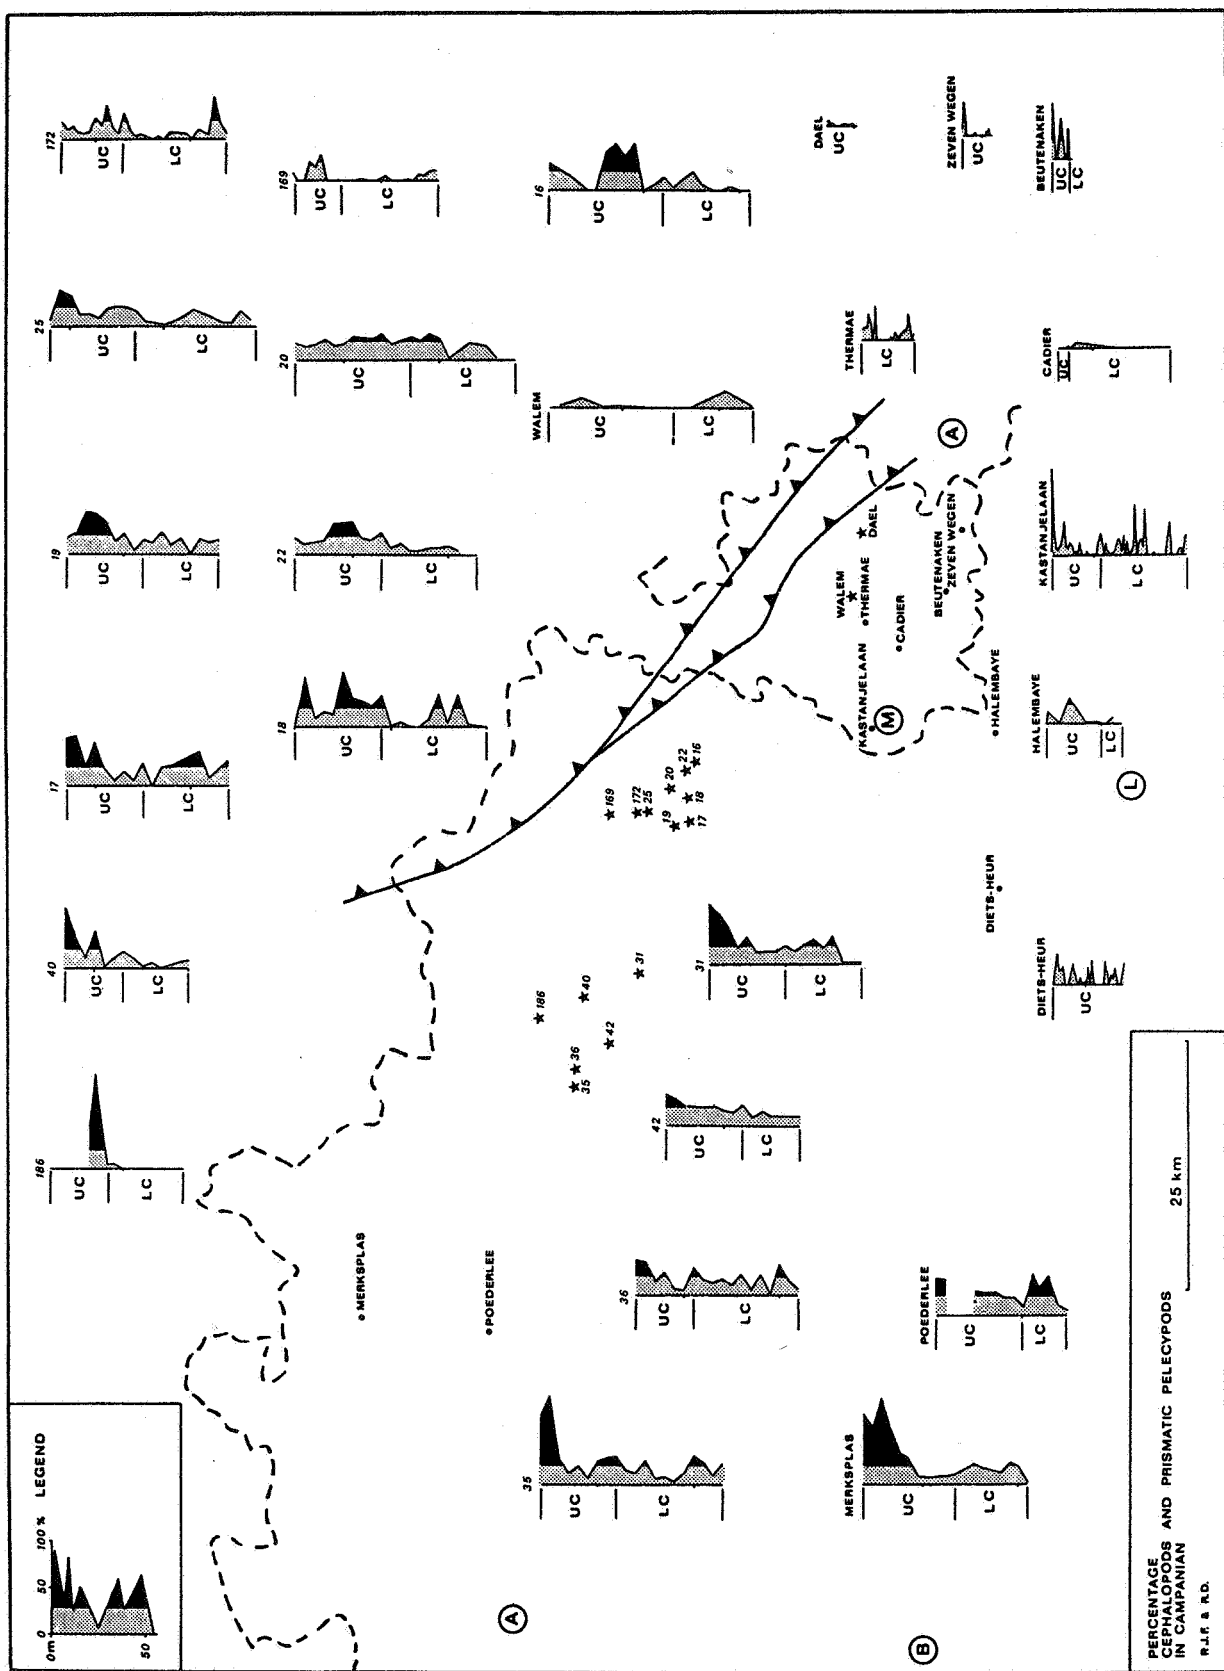 LEGEND
0 50 100%
0m
50
186
UC
LC
40
UC
LC
17
UC
LC
19
UC
LC
25
UC
LC
172
UC
LC
18
UC
LC
22
UC
LC
20
UC
LC
169
UC
LC
WALEM
UC
LC
16
UC
LC
MERKSPLAS
POEDERLEE
35
36
186
42
40
31
169
172
25
19
17
18
20
22
16
KASTANJELAAN
M
WALEM
THERMAE
DAEL
CADIER
BEUTENAKEN
ZEVEN WEGEN
HALEMBAYE
DIETS-HEUR
A
L
A
B
35
UC
LC
36
UC
LC
42
UC
LC
31
UC
LC
MERKSPLAS
UC
LC
POEDERLEE
UC
LC
DIETS-HEUR
UC
HALEMBAYE
UC
LC
KASTANJELAAN
UC
LC
THERMAE
LC
CADIER
UC
LC
DAEL
UC
ZEVEN WEGEN
UC
BEUTENAKEN
UC
LC
PERCENTAGE
CEPHALOPODS AND PRISMATIC PELECYPODS
IN CAMPANIAN
R.J.F. & R.D.
25 km